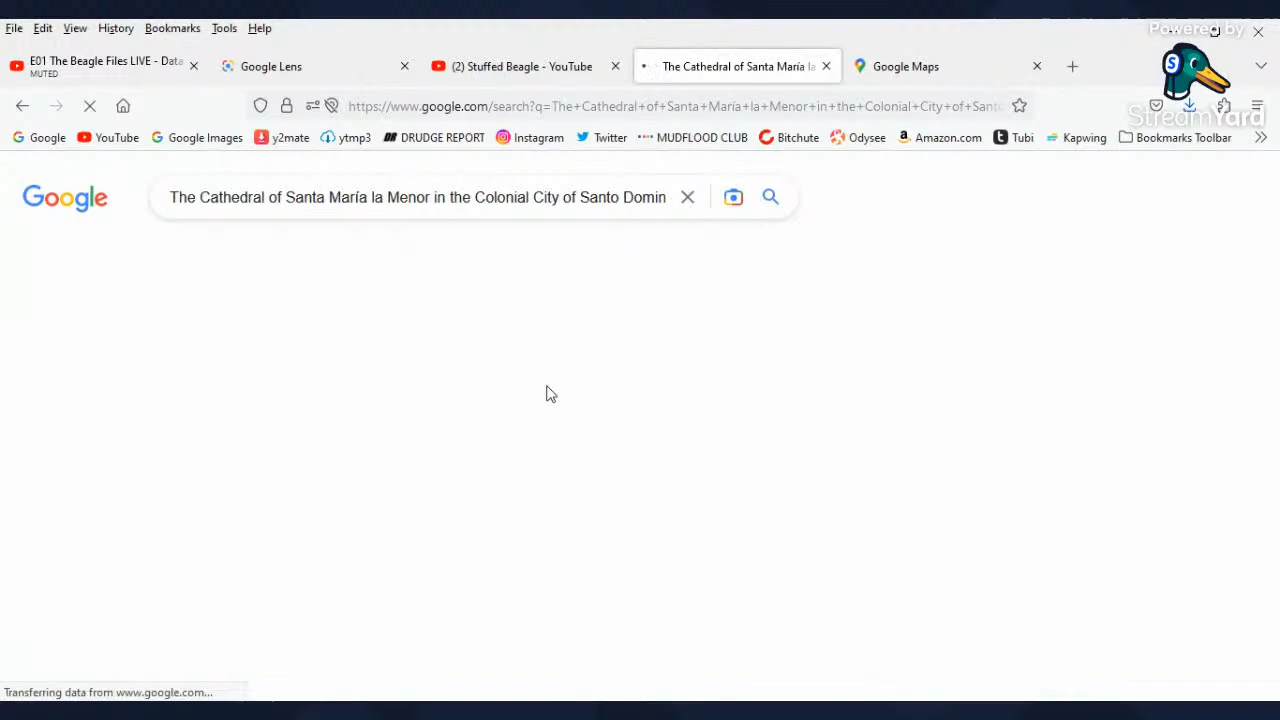 Powered by
StreamYard
File Edit View History Bookmarks Tools Help
E01 The Beagle Files LIVE - Data
MUTED
Google Lens
(2) Stuffed Beagle - YouTube
The Cathedral of Santa María la
Google Maps
https://www.google.com/search?q=The+Cathedral+of+Santa+María+la+Menor+in+the+Colonial+City+of+Santo
Google YouTube Google Images y2mate ytmp3 DRUDGE REPORT Instagram Twitter MUDFLOOD CLUB Bitchute Odysee Amazon.com Tubi Kapwing Bookmarks Toolbar
Google
The Cathedral of Santa María la Menor in the Colonial City of Santo Domin
Transferring data from www.google.com...